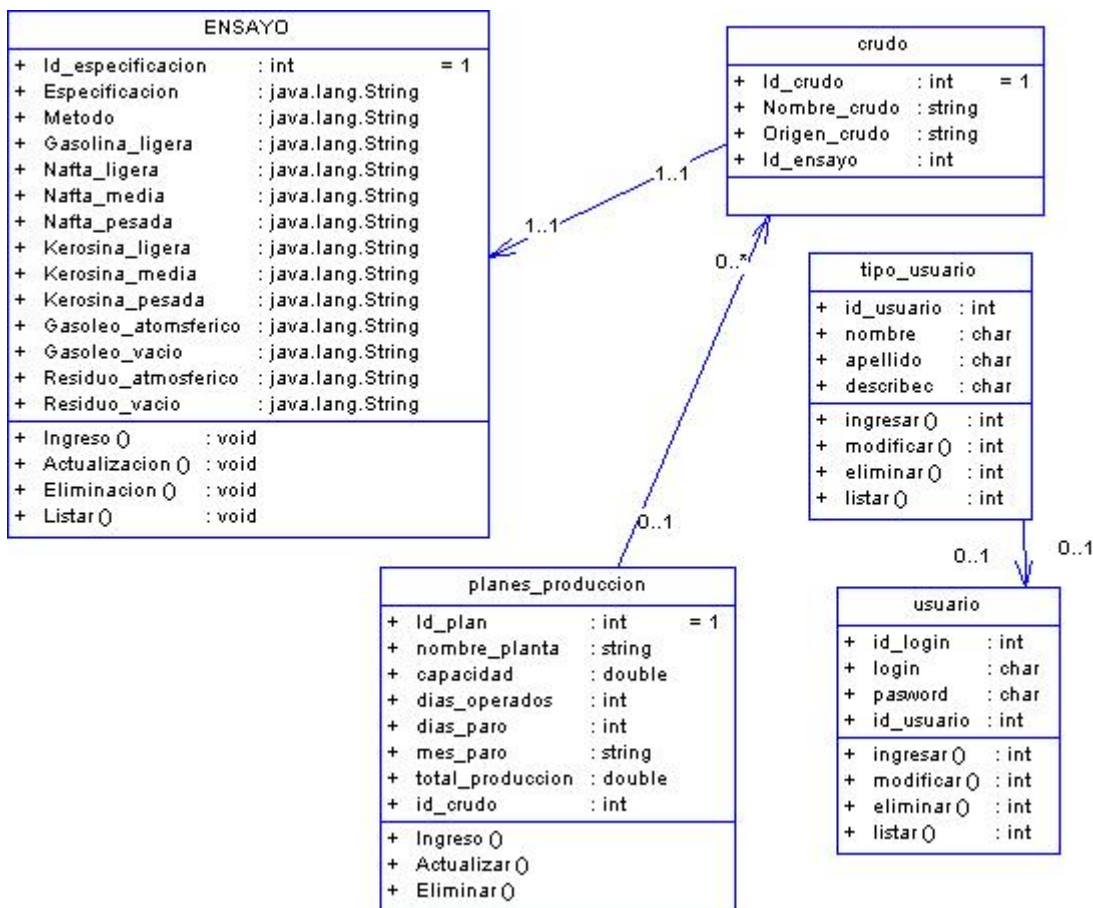 ENSAYO
+ Id_especificacion : int = 1
+ Especificacion : java.lang.String
+ Metodo : java.lang.String
+ Gasolina_ligera : java.lang.String
+ Nafta_ligera : java.lang.String
+ Nafta_media : java.lang.String
+ Nafta_pesada : java.lang.String
+ Kerosina_ligera : java.lang.String
+ Kerosina_media : java.lang.String
+ Kerosina_pesada : java.lang.String
+ Gasoleo_atomsferico : java.lang.String
+ Gasoleo_vacio : java.lang.String
+ Residuo_atmosferico : java.lang.String
+ Residuo_vacio : java.lang.String
+ Ingreso () : void
+ Actualizacion () : void
+ Eliminacion () : void
+ Listar () : void
crudo
+ Id_crudo : int = 1
+ Nombre_crudo : string
+ Origen_crudo : string
+ Id_ensayo : int
1..1
1..1
0..*
0..1
tipo_usuario
+ id_usuario : int
+ nombre : char
+ apellido : char
+ describec : char
+ ingresar () : int
+ modificar () : int
+ eliminar () : int
+ listar () : int
0..1
0..1
planes_produccion
+ Id_plan : int = 1
+ nombre_planta : string
+ capacidad : double
+ dias_operados : int
+ dias_paro : int
+ mes_paro : string
+ total_produccion : double
+ id_crudo : int
+ Ingreso ()
+ Actualizar ()
+ Eliminar ()
usuario
+ id_login : int
+ login : char
+ pasword : char
+ id_usuario : int
+ ingresar () : int
+ modificar () : int
+ eliminar () : int
+ listar () : int